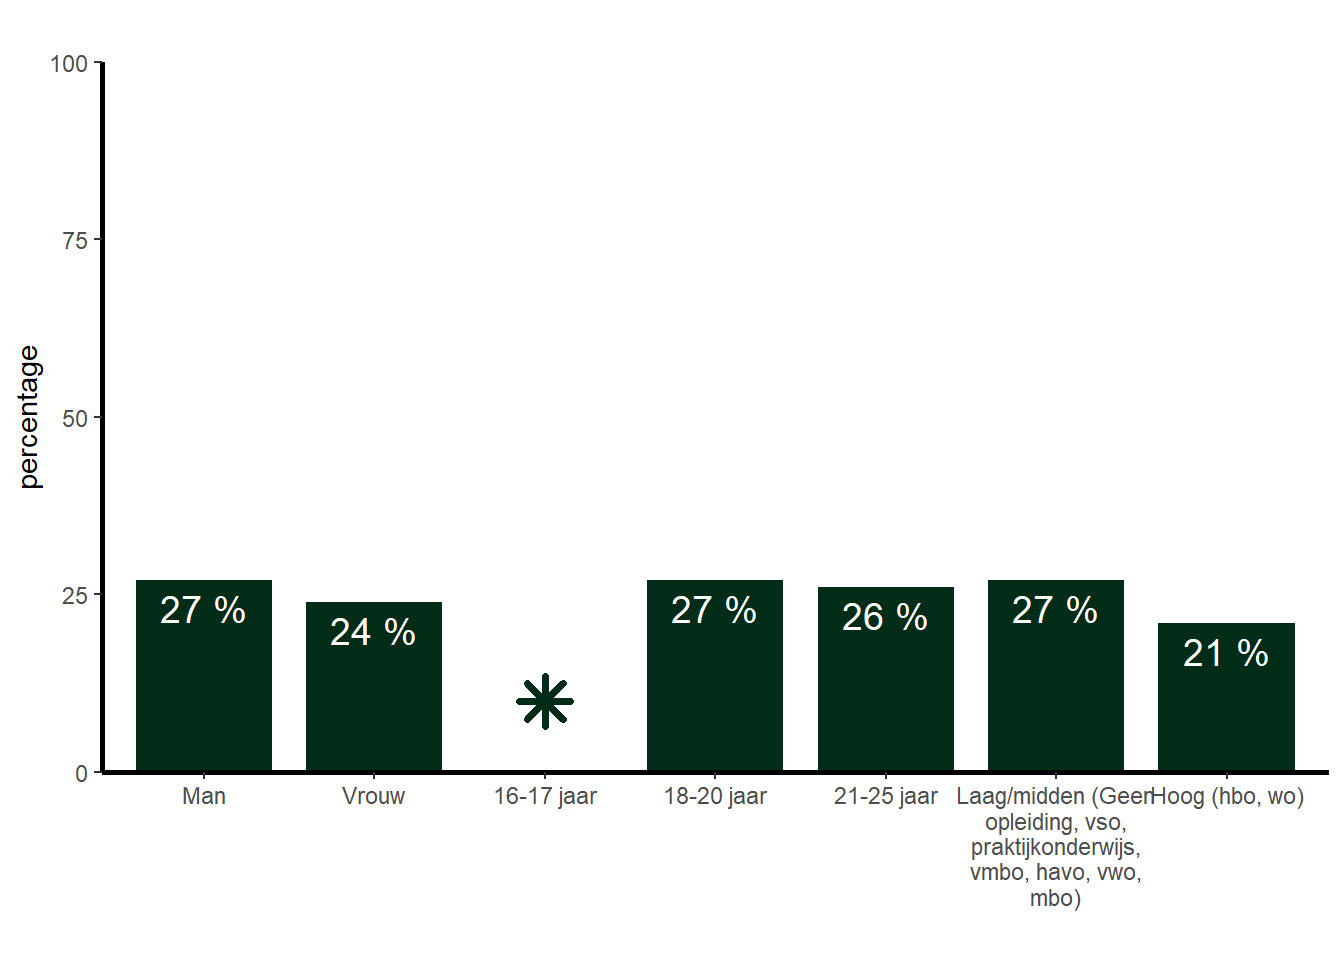 100
75
50
25
0
percentage
27 %
24 %
27 %
26 %
27 %
21 %
Man
Vrouw
16-17 jaar
18-20 jaar
21-25 jaar
Laag/midden (Geen
opleiding, vso,
praktijkonderwijs,
vmbo, havo, vwo,
mbo)
Hoog (hbo, wo)